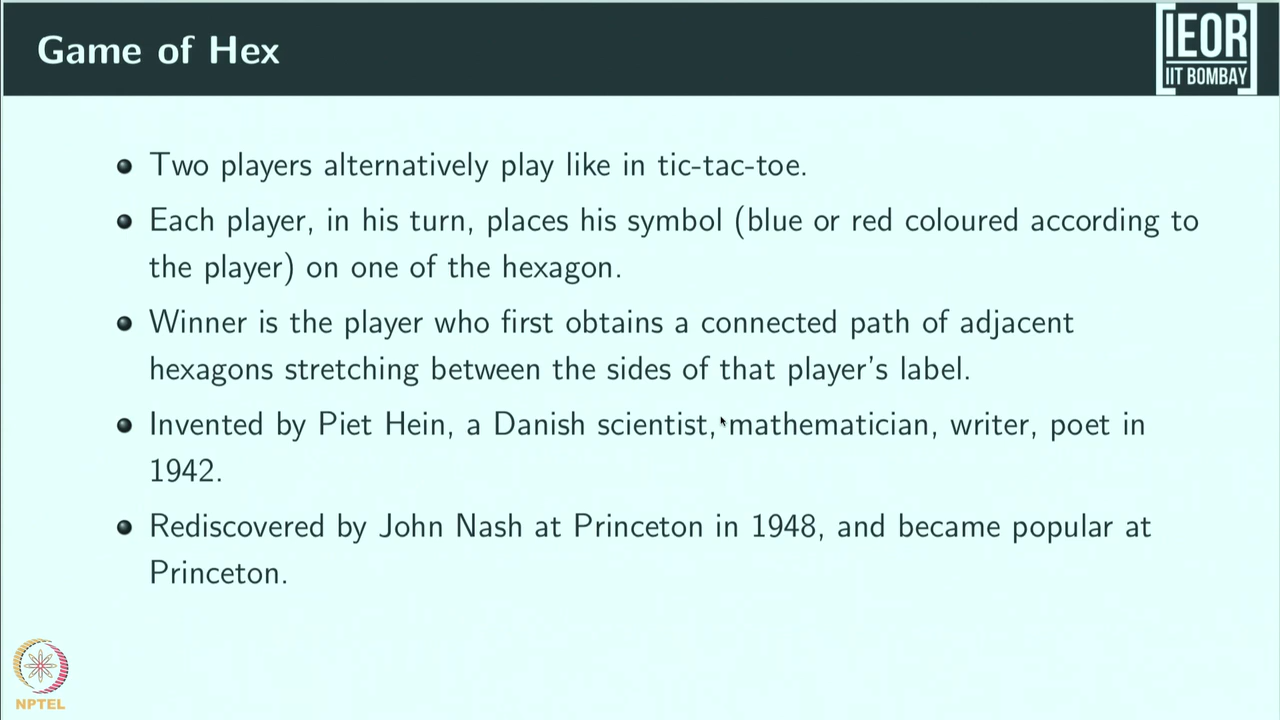 Game of Hex
IEOR
IIT BOMBAY
Two players alternatively play like in tic-tac-toe.
Each player, in his turn, places his symbol (blue or red coloured according to
the player) on one of the hexagon.
Winner is the player who first obtains a connected path of adjacent
hexagons stretching between the sides of that player's label.
Invented by Piet Hein, a Danish scientist, mathematician, writer, poet in
1942.
Rediscovered by John Nash at Princeton in 1948, and became popular at
Princeton.
NPTEL